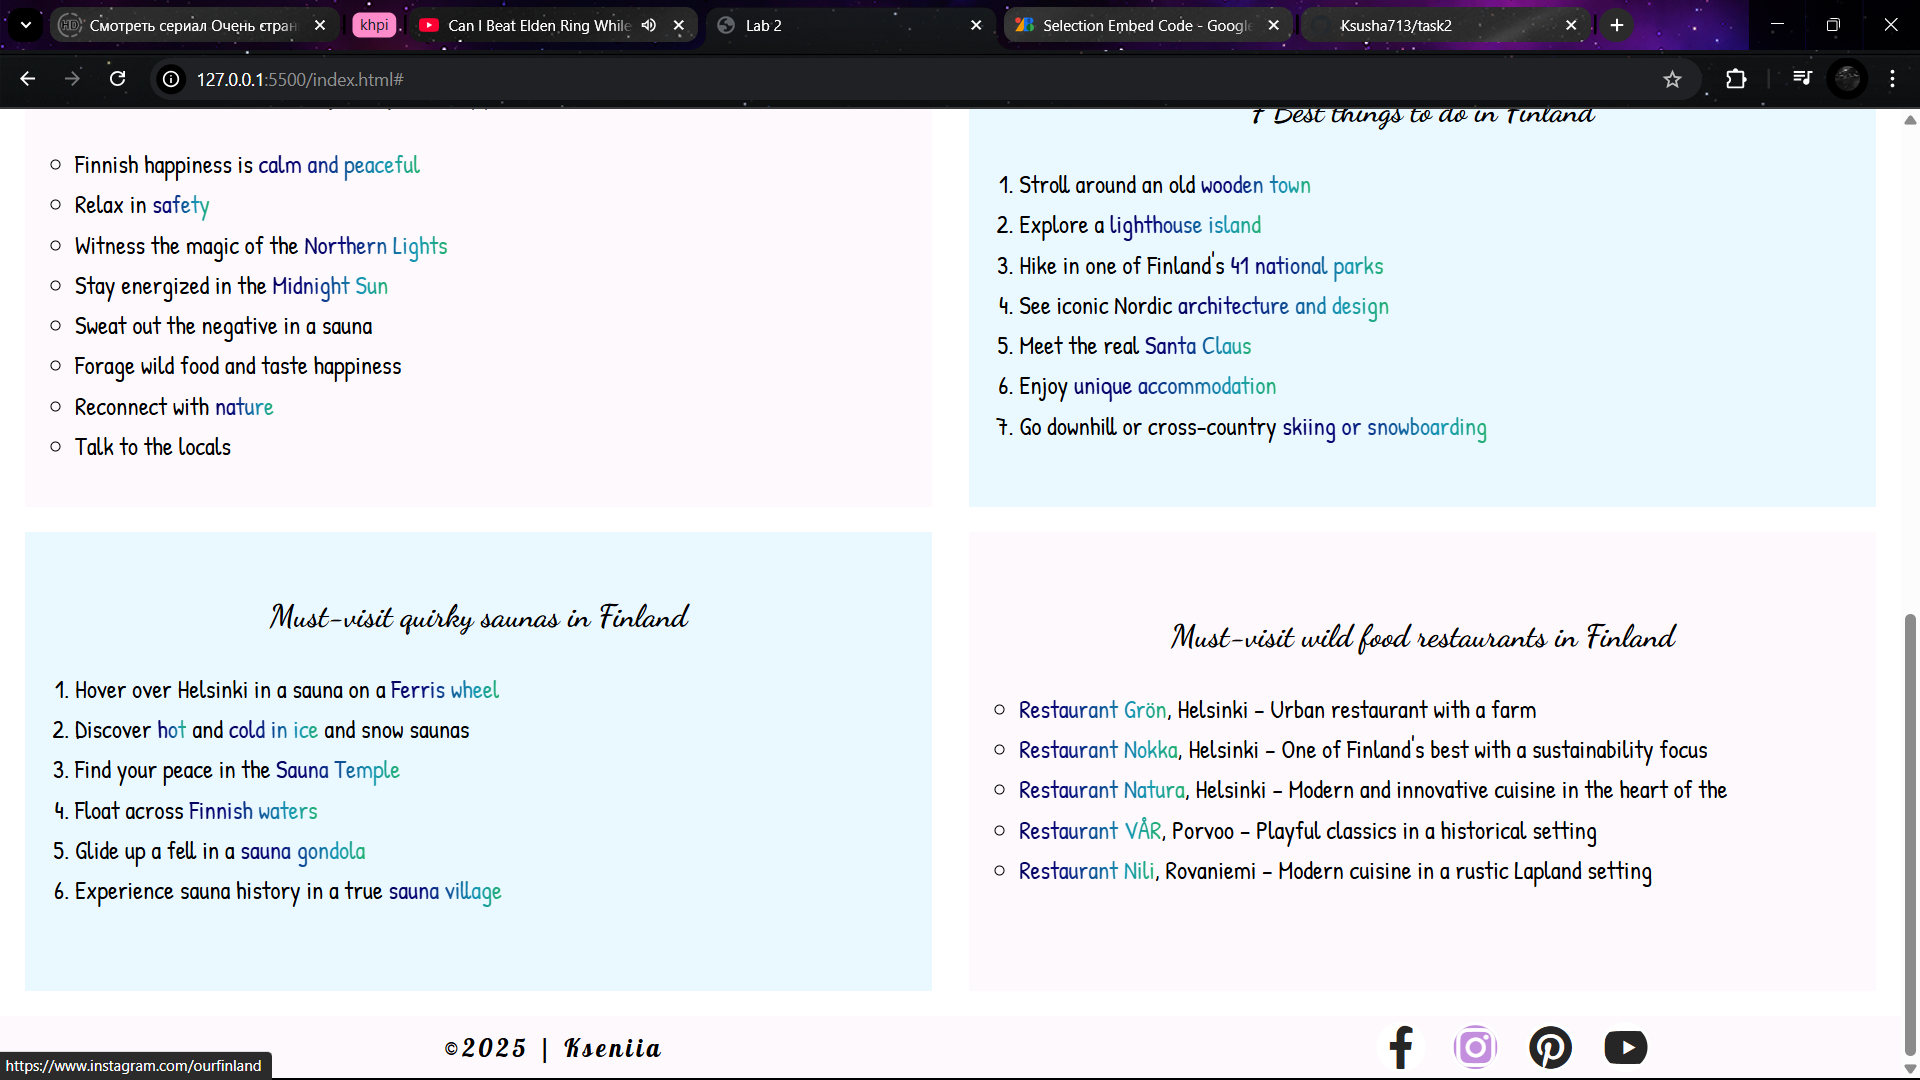 Смотреть сериал Очень стран
khpi
Can I Beat Elden Ring While
Lab 2
Selection Embed Code - Google
Ksusha713/task2
127.0.0.1:5500/index.html#
Finnish happiness is calm and peaceful
Relax in safety
Witness the magic of the Northern Lights
Stay energized in the Midnight Sun
Sweat out the negative in a sauna
Forage wild food and taste happiness
Reconnect with nature
Talk to the locals
7 Best things to do in Finland
1. Stroll around an old wooden town
2. Explore a lighthouse island
3. Hike in one of Finland's 41 national parks
4. See iconic Nordic architecture and design
5. Meet the real Santa Claus
6. Enjoy unique accommodation
7. Go downhill or cross-country skiing or snowboarding
Must-visit quirky saunas in Finland
1. Hover over Helsinki in a sauna on a Ferris wheel
2. Discover hot and cold in ice and snow saunas
3. Find your peace in the Sauna Temple
4. Float across Finnish waters
5. Glide up a fell in a sauna gondola
6. Experience sauna history in a true sauna village
Must-visit wild food restaurants in Finland
Restaurant Grön, Helsinki – Urban restaurant with a farm
Restaurant Nokka, Helsinki – One of Finland's best with a sustainability focus
Restaurant Natura, Helsinki – Modern and innovative cuisine in the heart of the
Restaurant VÅR, Porvoo – Playful classics in a historical setting
Restaurant Nili, Rovaniemi – Modern cuisine in a rustic Lapland setting
©2025 | Kseniia
https://www.instagram.com/ourfinland